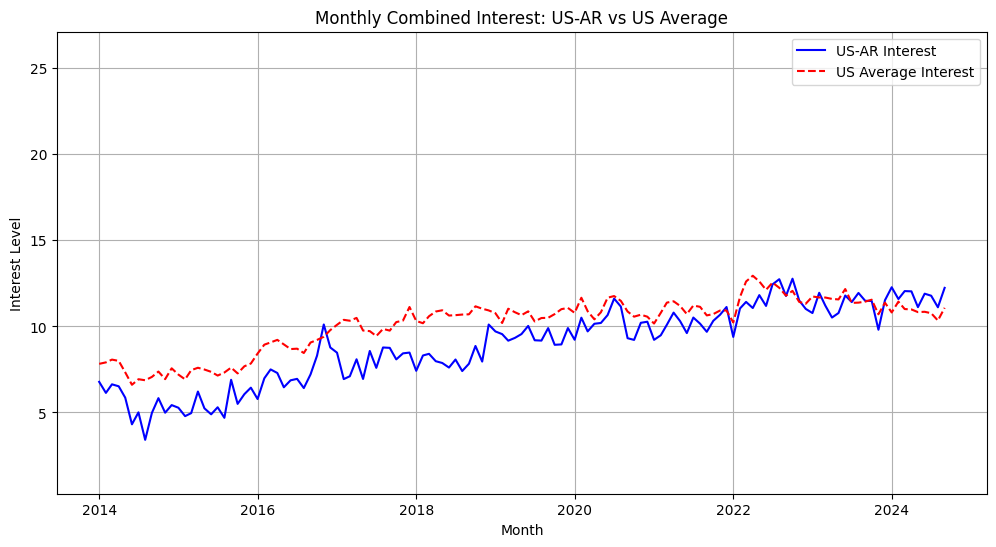 Monthly Combined Interest: US-AR vs US Average
US-AR Interest
US Average Interest
Interest Level
25
20
15
10
5
2014
2016
2018
2020
2022
2024
Month